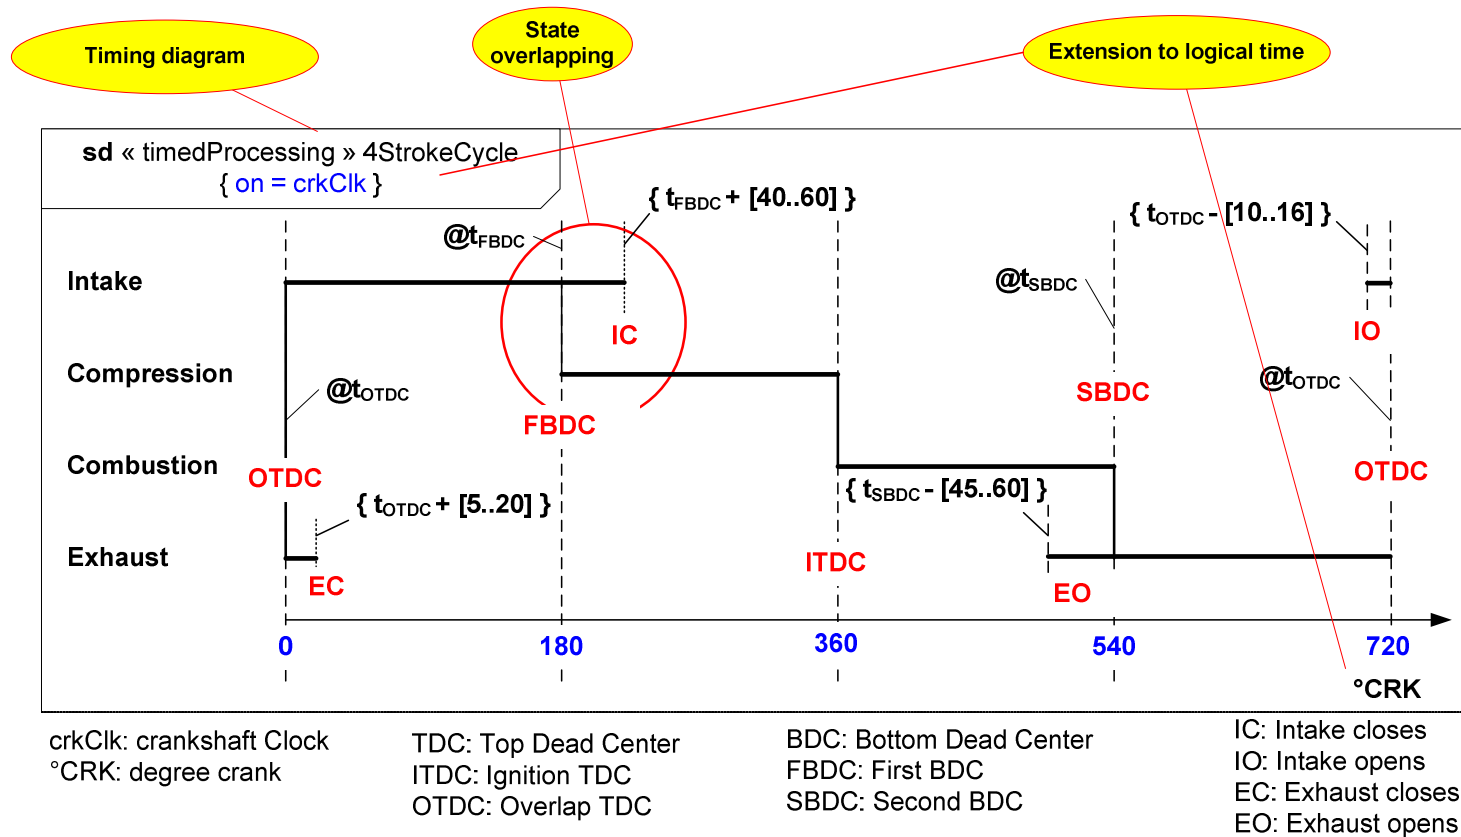 State
overlapping
Timing diagram
Extension to logical time
sd « timedProcessing » 4StrokeCycle
{ on = crkClk }
{ tFBDC + [40..60] }
{ tOTDC - [10..16] }
@tFBDC
Intake
@tSBDC
IC
IO
Compression
@tOTDC
SBDC
@tOTDC
FBDC
Combustion
OTDC
OTDC
{ tSBDC - [45..60] }
{ tOTDC + [5..20] }
Exhaust
ITDC
EC
EO
0
180
360
540
720
°CRK
crkClk: crankshaft Clock
°CRK: degree crank
TDC: Top Dead Center
ITDC: Ignition TDC
OTDC: Overlap TDC
BDC: Bottom Dead Center
FBDC: First BDC
SBDC: Second BDC
IC: Intake closes
IO: Intake opens
EC: Exhaust closes
EO: Exhaust opens